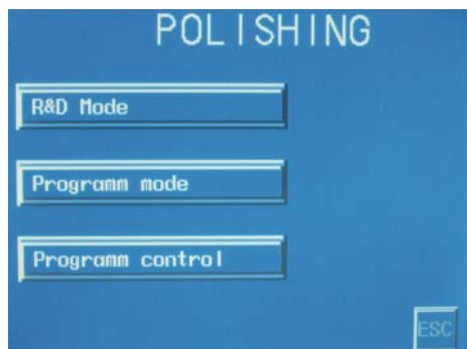 POLISHING
R&D Mode
Programm mode
Programm control
ESC